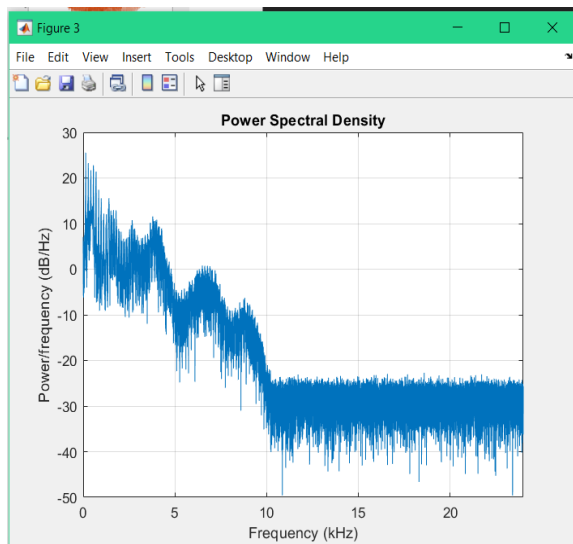 Figure 3
File Edit View Insert Tools Desktop Window Help
Power Spectral Density
30
20
10
0
-10
-20
-30
-40
-50
Power/frequency (dB/Hz)
0 5 10 15 20
Frequency (kHz)